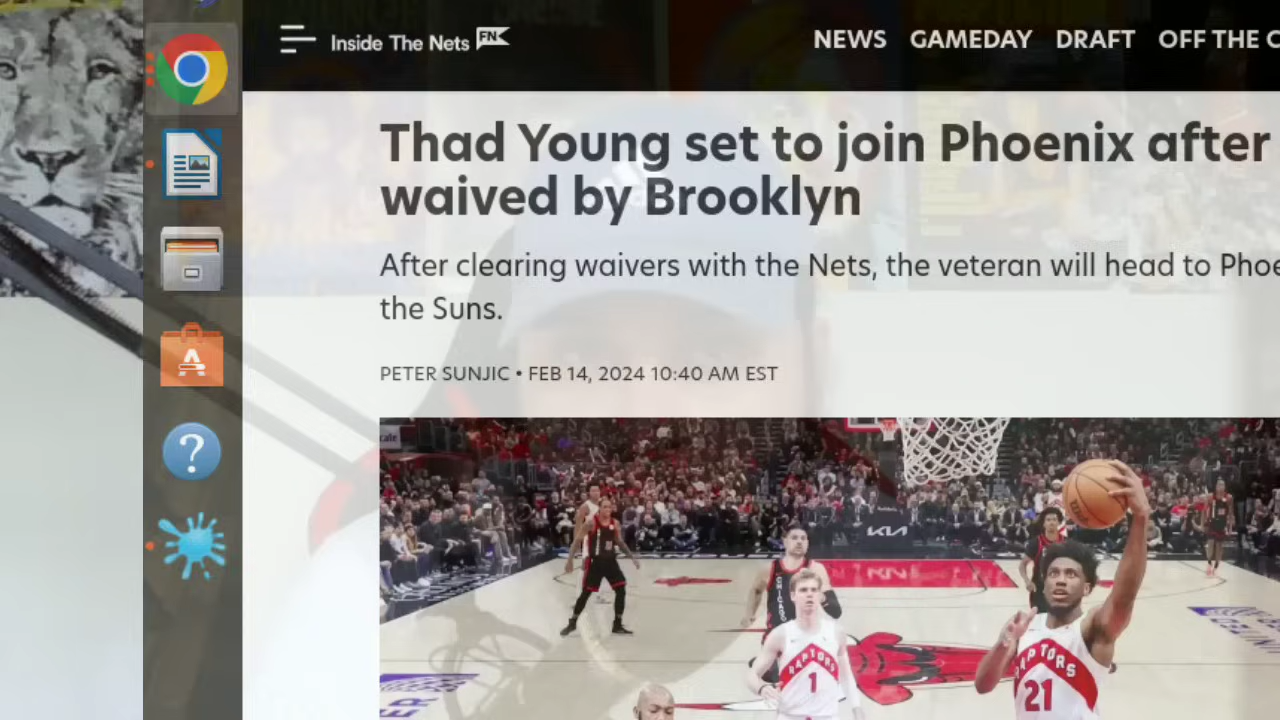 Inside The Nets FN
NEWS GAMEDAY DRAFT OFF THE
Thad Young set to join Phoenix after
waived by Brooklyn
After clearing waivers with the Nets, the veteran will head to
the Suns.
PETER SUNJIC • FEB 14, 2024 10:40 AM EST
KIA
CHICAGO
RAPTORS
1
RAPTORS
21